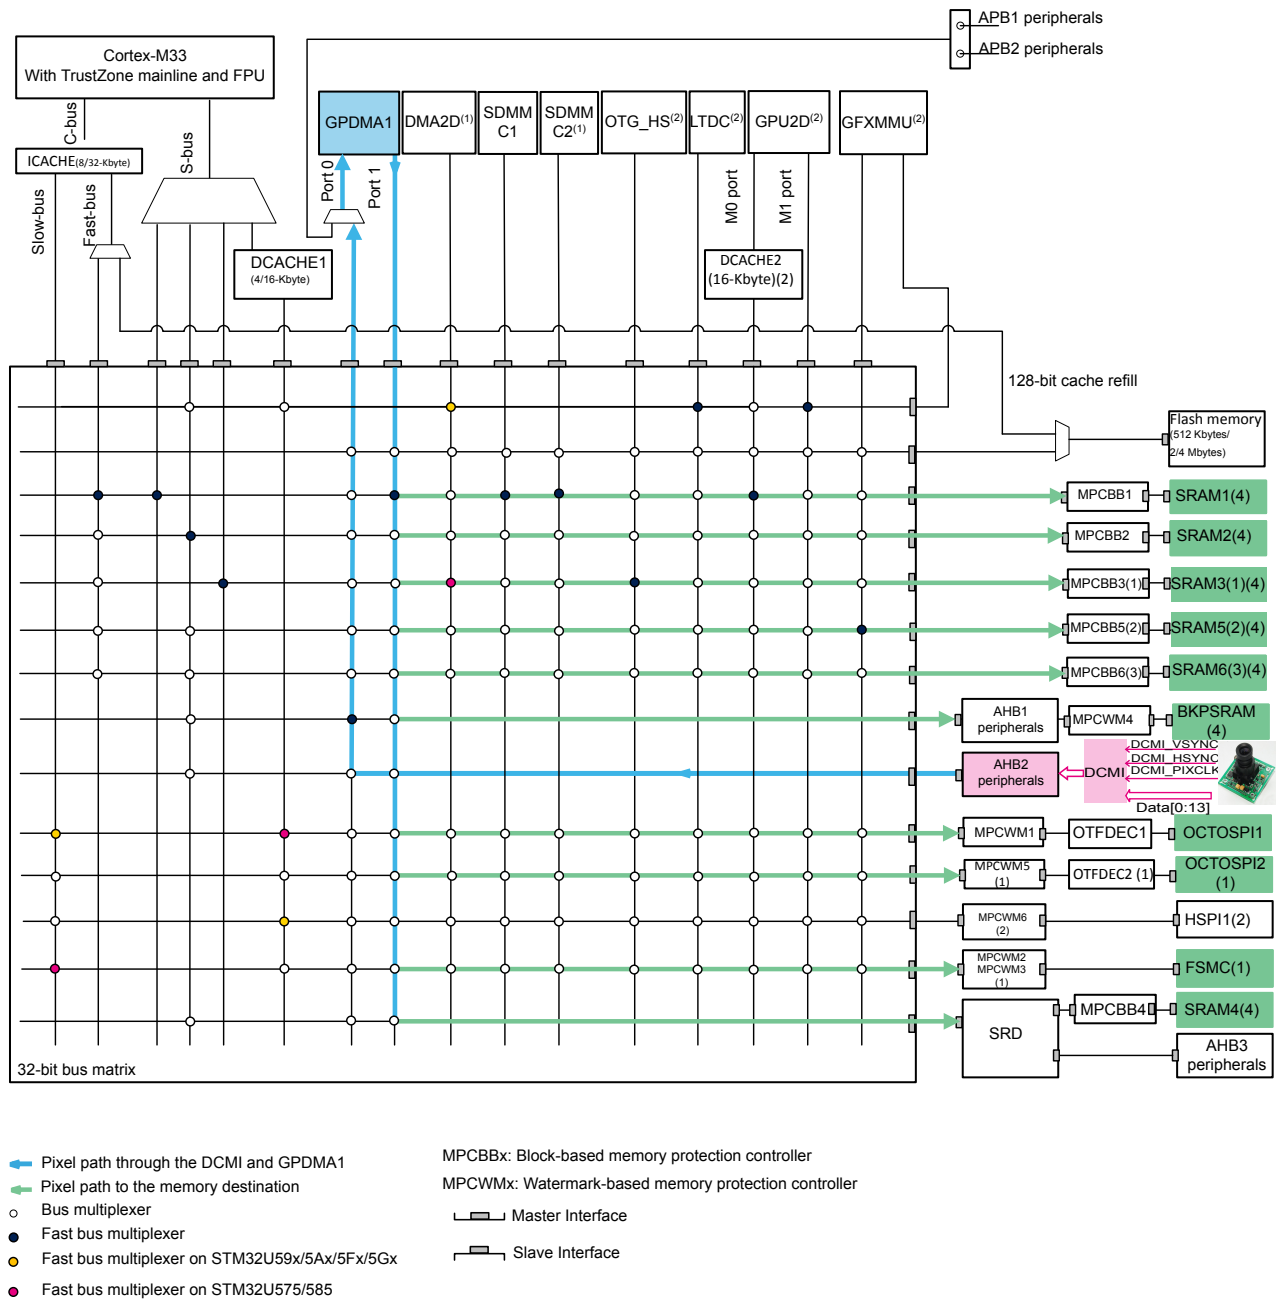 APB1 peripherals
APB2 peripherals
Cortex-M33
With TrustZone mainline and FPU
C-bus
S-bus
ICACHE(8/32-Kbyte)
Slow-bus
Fast-bus
DCACHE1
(4/16-Kbyte)
GPDMA1
DMA2D(1)
SDMM
C1
SDMM
C2(1)
OTG_HS(2)
LTDC(2)
GPU2D(2)
GFXMMU(2)
Port 0
Port 1
M0 port
M1 port
DCACHE2
(16-Kbyte)(2)
128-bit cache refill
Flash memory
(512 Kbytes/
2/4 Mbytes)
MPCBB1
SRAM1(4)
MPCBB2
SRAM2(4)
MPCBB3(1)
SRAM3(1)(4)
MPCBB5(2)
SRAM5(2)(4)
MPCBB6(3)
SRAM6(3)(4)
AHB1
peripherals
MPCWM4
BKPSRAM
(4)
AHB2
peripherals
DCMI
DCMI_VSYNC
DCMI_HSYNC
DCMI_PIXCLK
Data[0:13]
MPCWM1
OTFDEC1
OCTOSPI1
MPCWM5
(1)
OTFDEC2 (1)
OCTOSPI2
(1)
MPCWM6
(2)
HSPI1(2)
MPCWM2
MPCWM3
(1)
FSMC(1)
SRD
MPCBB4
SRAM4(4)
AHB3
peripherals
32-bit bus matrix
Pixel path through the DCMI and GPDMA1
Pixel path to the memory destination
Bus multiplexer
Fast bus multiplexer
Fast bus multiplexer on STM32U59x/5Ax/5Fx/5Gx
Fast bus multiplexer on STM32U575/585
MPCBBx: Block-based memory protection controller
MPCWMx: Watermark-based memory protection controller
Master Interface
Slave Interface